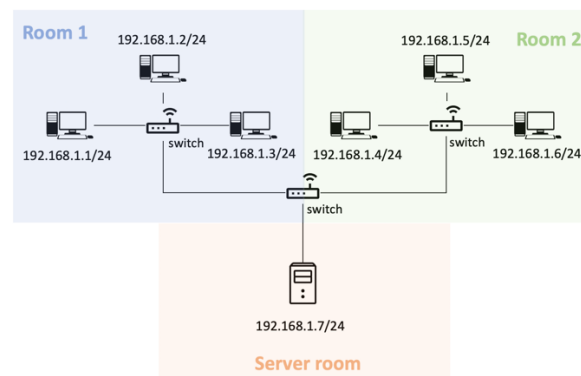 Room 1
192.168.1.2/24
192.168.1.5/24
Room 2
switch
switch
192.168.1.1/24
192.168.1.3/24
192.168.1.4/24
192.168.1.6/24
switch
192.168.1.7/24
Server room